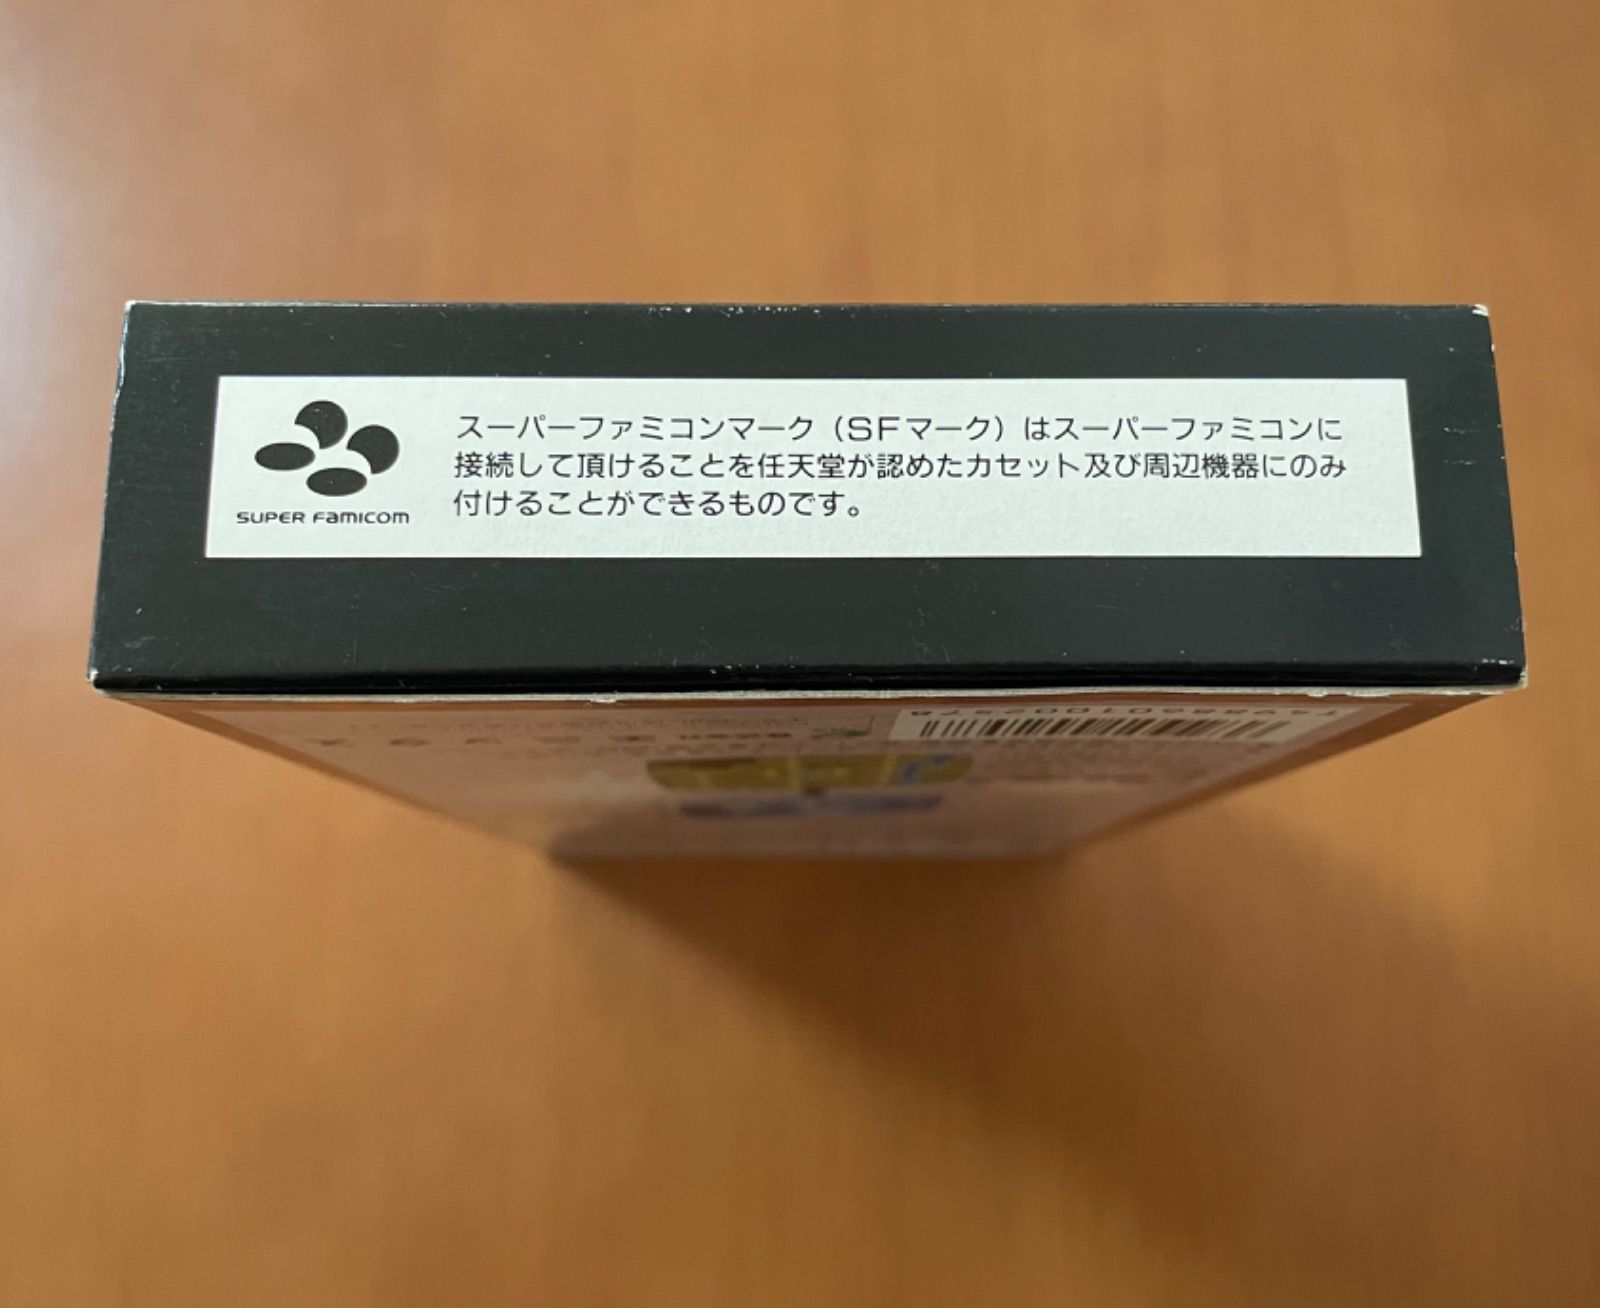 スーパーファミコンマーク（SFマーク）はスーパーファミコンに
接続して頂けることを任天堂が認めたカセット及び周辺機器にのみ
付けることができるものです。
SUPER FAMICOM